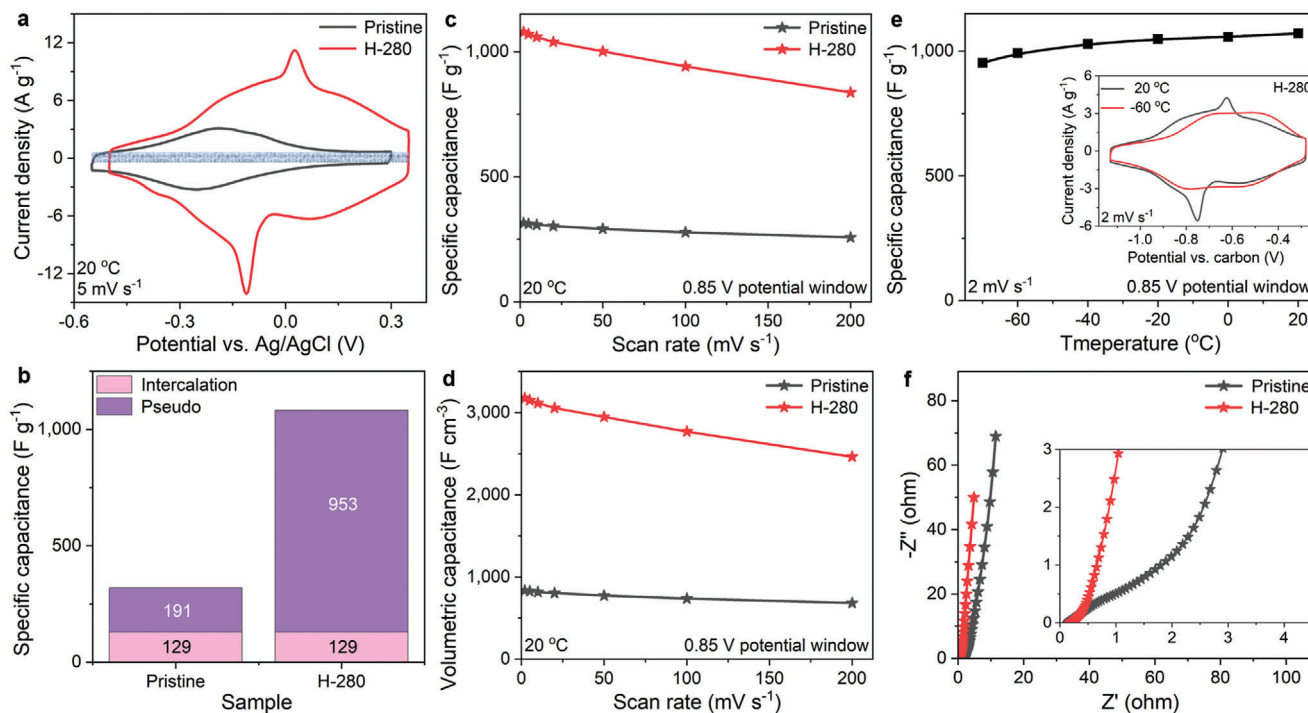 a
Pristine
H-280
12
6
0
-6
-12
20 °C
5 mV s⁻¹
-0.6
-0.3
0.0
0.3
Current density (A g⁻¹)
Potential vs. Ag/AgCl (V)
c
Pristine
H-280
1,000
500
0
20 °C
0.85 V potential window
0
50
100
150
200
Specific capacitance (F g⁻¹)
Scan rate (mV s⁻¹)
e
1,000
500
0
2 mV s⁻¹
0.85 V potential window
-60
-40
-20
0
20
Specific capacitance (F g⁻¹)
Tmeperature (°C)
20 °C
-60 °C
H-280
6
3
0
-3
-6
2 mV s⁻¹
-1.0
-0.8
-0.6
-0.4
Current density (A g⁻¹)
Potential vs. carbon (V)
b
Intercalation
Pseudo
1,000
500
0
191
129
953
129
Pristine
H-280
Specific capacitance (F g⁻¹)
Sample
d
Pristine
H-280
3,000
2,000
1,000
0
20 °C
0.85 V potential window
0
50
100
150
200
Volumetric capacitance (F cm⁻³)
Scan rate (mV s⁻¹)
f
Pristine
H-280
80
60
40
20
0
0
20
40
60
80
100
-Z'' (ohm)
Z' (ohm)
3
2
1
0
0
1
2
3
4